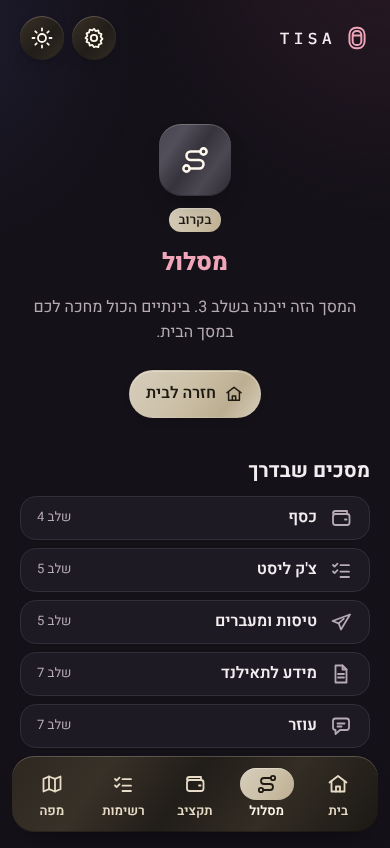 TISA
בקרוב
מסלול
המסך הזה ייבנה בשלב 3. בינתיים הכול מחכה לכם
במסך הבית.
חזרה לבית
מסכים שבדרך
כסף שלב 4
צ'ק ליסט שלב 5
טיסות ומעברים שלב 5
מידע לתאילנד שלב 7
עוזר שלב 7
בית מסלול תקציב רשימות מפה